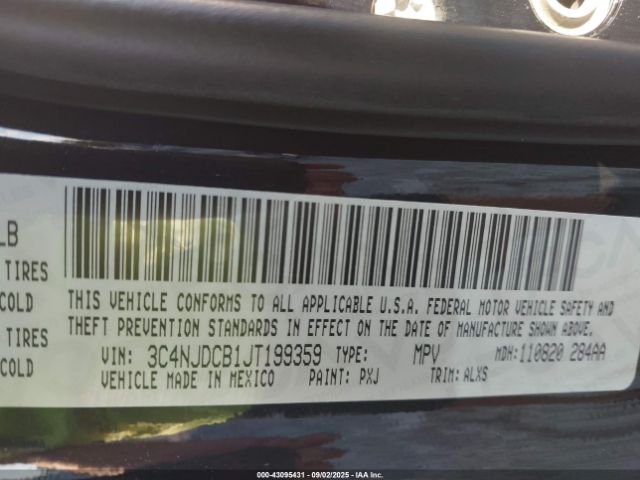 LB
TIRES
COLD
TIRES
COLD
THIS VEHICLE CONFORMS TO ALL APPLICABLE U.S.A. FEDERAL MOTOR VEHICLE SAFETY AND
THEFT PREVENTION STANDARDS IN EFFECT ON THE DATE OF MANUFACTURE SHOWN ABOVE.
VIN: 3C4NJDCB1JT199359 TYPE: MPV MDH: 110820 284AA
VEHICLE MADE IN MEXICO PAINT: PXJ TRIM: ALXS
000-43095431 - 09/02/2025 - IAA Inc.